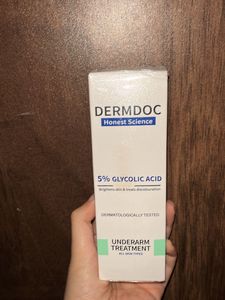 DERMDOC
Honest Science
5% GLYCOLIC ACID
Brightens skin & treats discolouration
DERMATOLOGICALLY TESTED
UNDERARM
TREATMENT
ALL SKIN TYPES